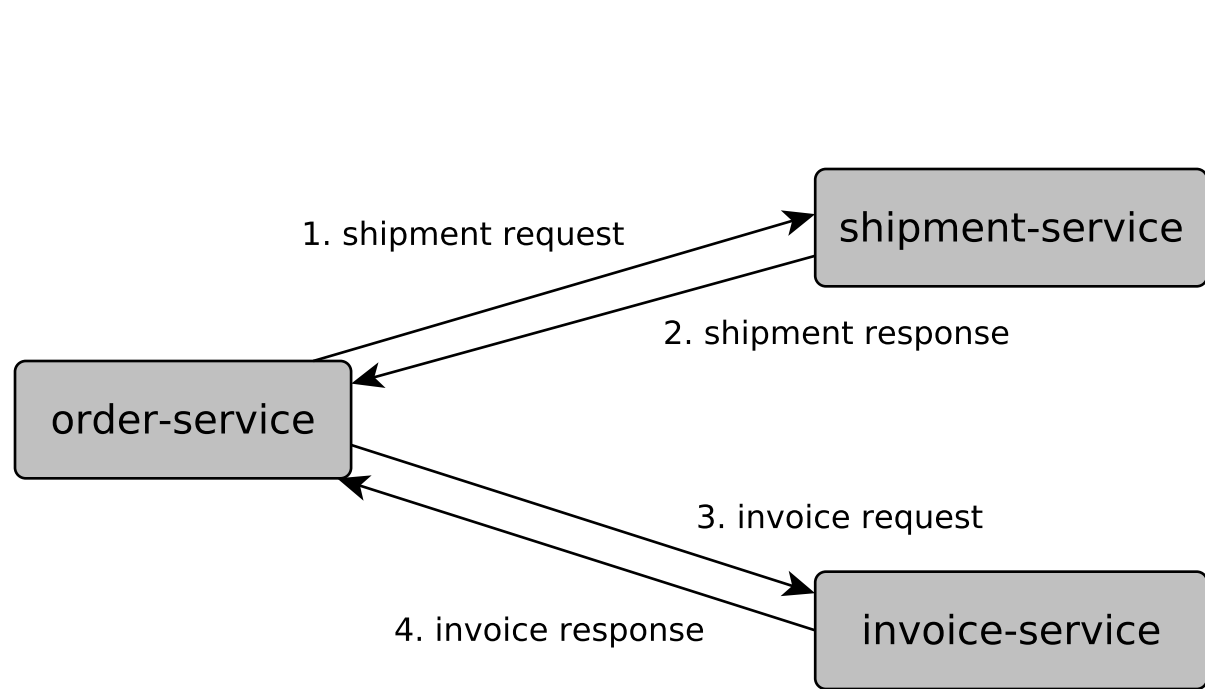 1. shipment request
shipment-service
2. shipment response
order-service
3. invoice request
4. invoice response
invoice-service